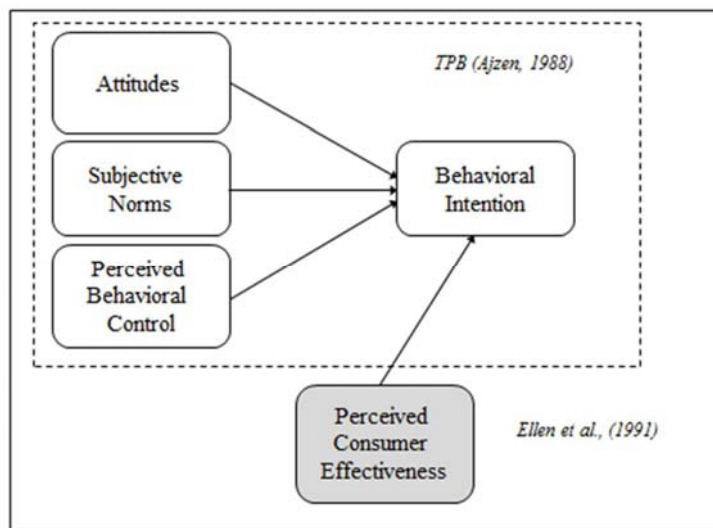 TPB (Ajzen, 1988)
Attitudes
Subjective
Norms
Behavioral
Intention
Perceived
Behavioral
Control
Perceived
Consumer
Effectiveness
Ellen et al., (1991)